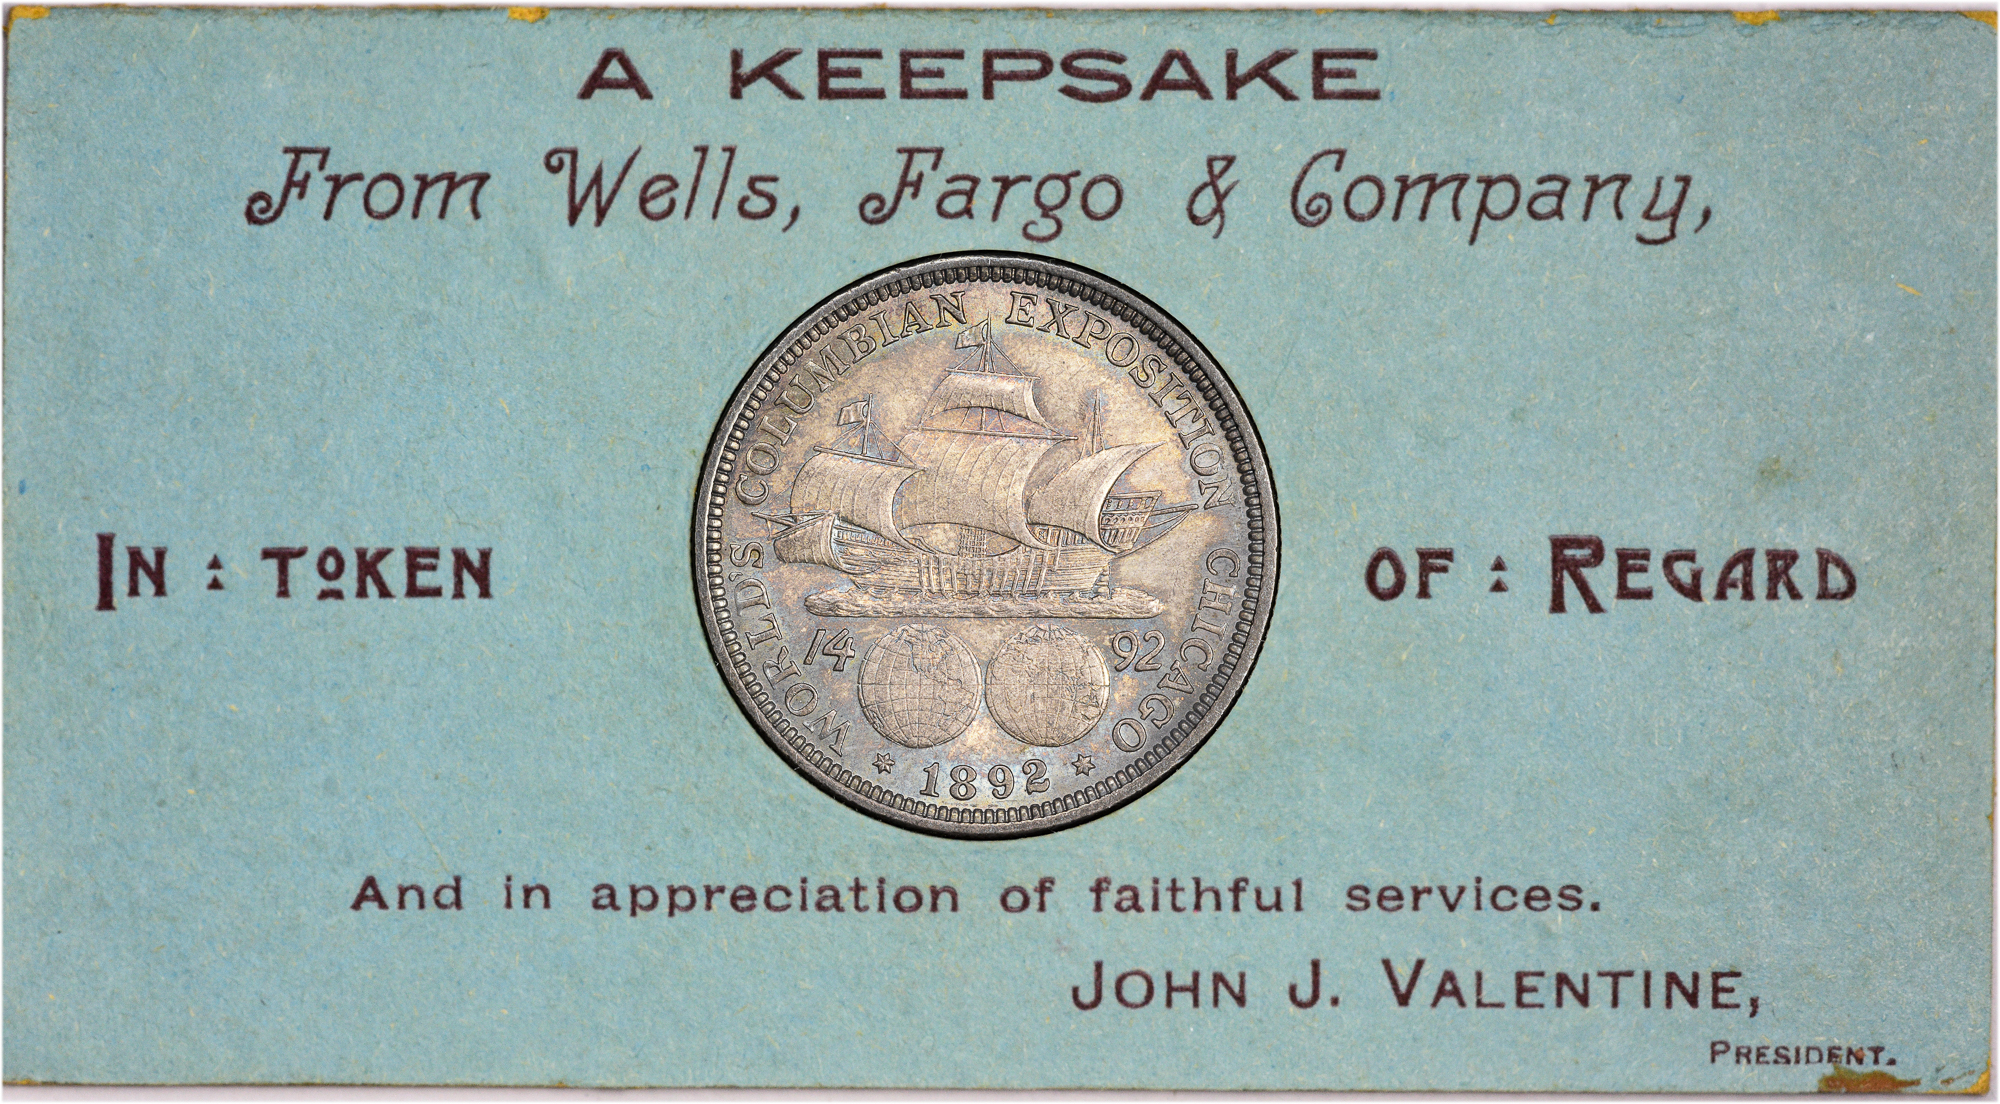 A KEEPSAKE
From Wells, Fargo & Company,
WORLD'S COLUMBIAN EXPOSITION CHICAGO
IN : TOKEN
OF : REGARD
14 92
1892
And in appreciation of faithful services.
JOHN J. VALENTINE,
PRESIDENT.